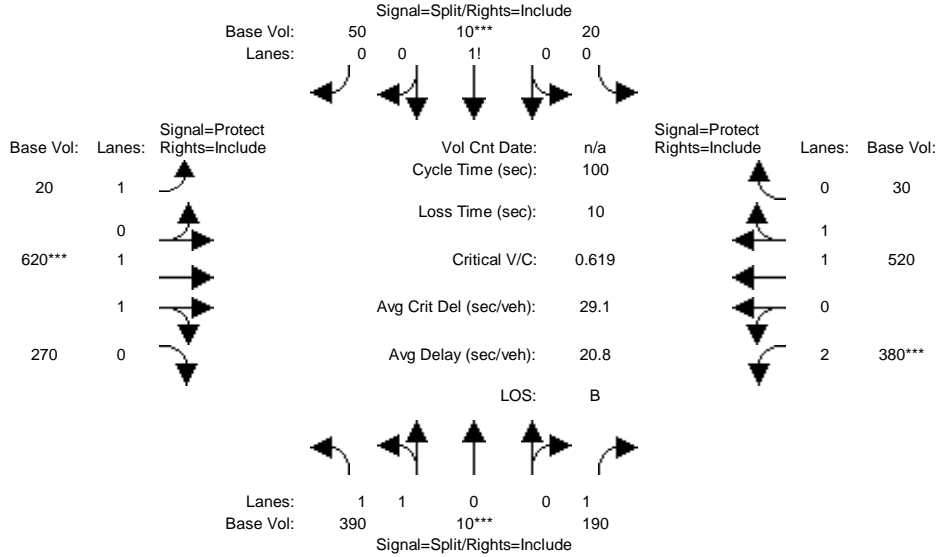 Signal=Split/Rights=Include
Base Vol: 50 10*** 20
Lanes: 0 0 1! 0 0
Signal=Protect
Base Vol: Lanes: Rights=Include
Vol Cnt Date: n/a
Signal=Protect
Rights=Include Lanes: Base Vol:
Cycle Time (sec): 100
20 1
0 30
Loss Time (sec): 10
0
1
620*** 1
Critical V/C: 0.619
1 520
1
Avg Crit Del (sec/veh): 29.1
0
270 0
Avg Delay (sec/veh): 20.8
2 380***
LOS: B
Lanes: 1 1 0 0 1
Base Vol: 390 10*** 190
Signal=Split/Rights=Include